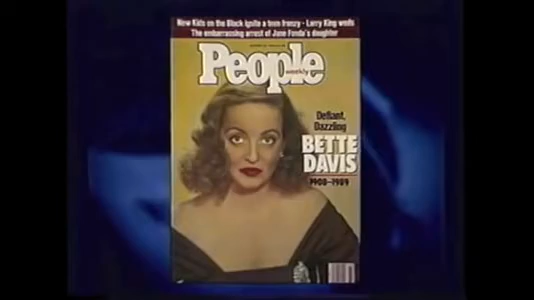 New Kids on the Block ignite a teen frenzy • Larry King weds
The embarrassing arrest of Jane Fonda's daughter
People
weekly
Defiant,
Dazzling
BETTE
DAVIS
1908–1989